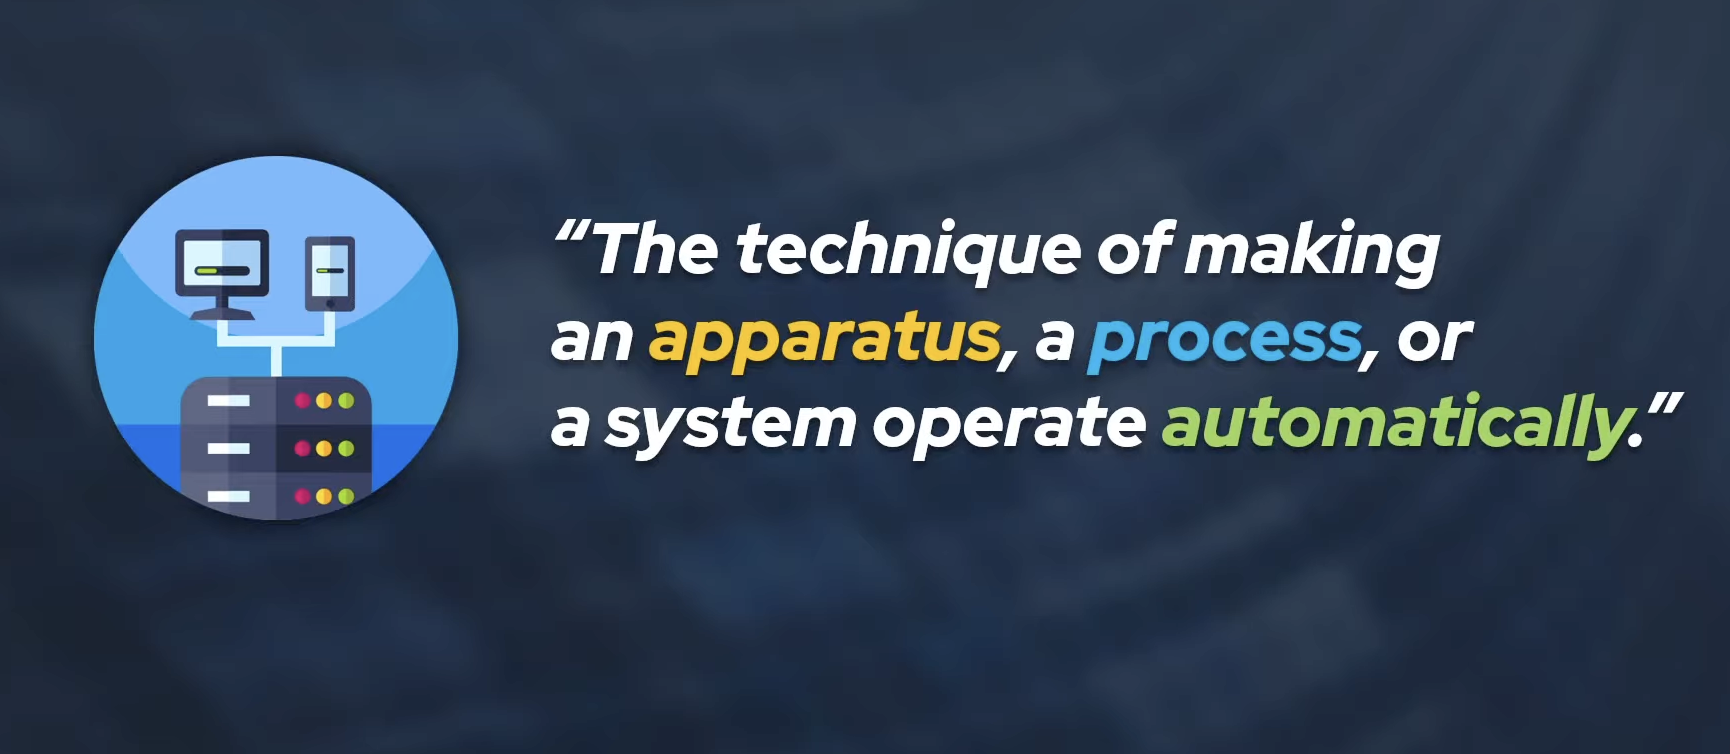 “The technique of making
an apparatus, a process, or
a system operate automatically.”